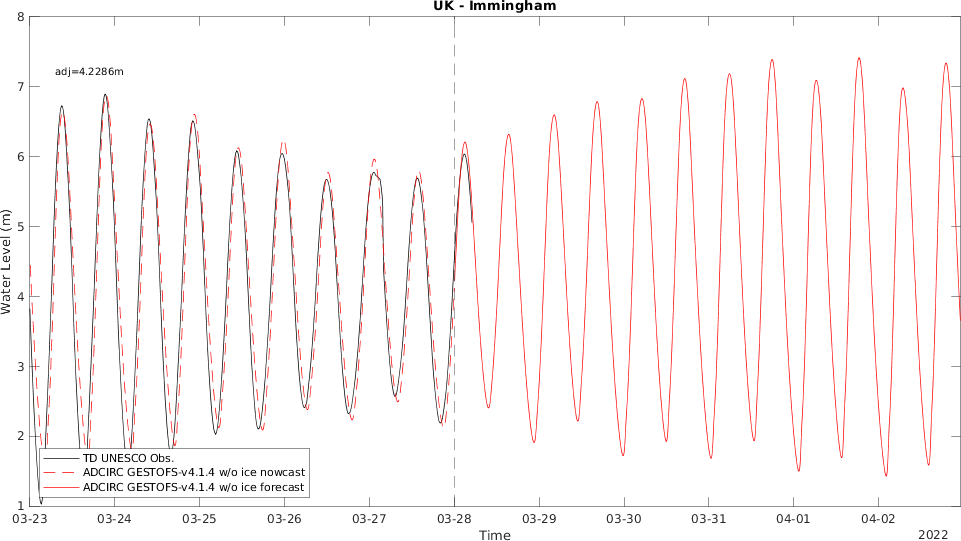 UK - Immingham
adj=4.2286m
Water Level (m)
8
7
6
5
4
3
2
1
TD UNESCO Obs.
ADCIRC GESTOFS-v4.1.4 w/o ice nowcast
ADCIRC GESTOFS-v4.1.4 w/o ice forecast
03-23 03-24 03-25 03-26 03-27 03-28 03-29 03-30 03-31 04-01 04-02
Time
2022